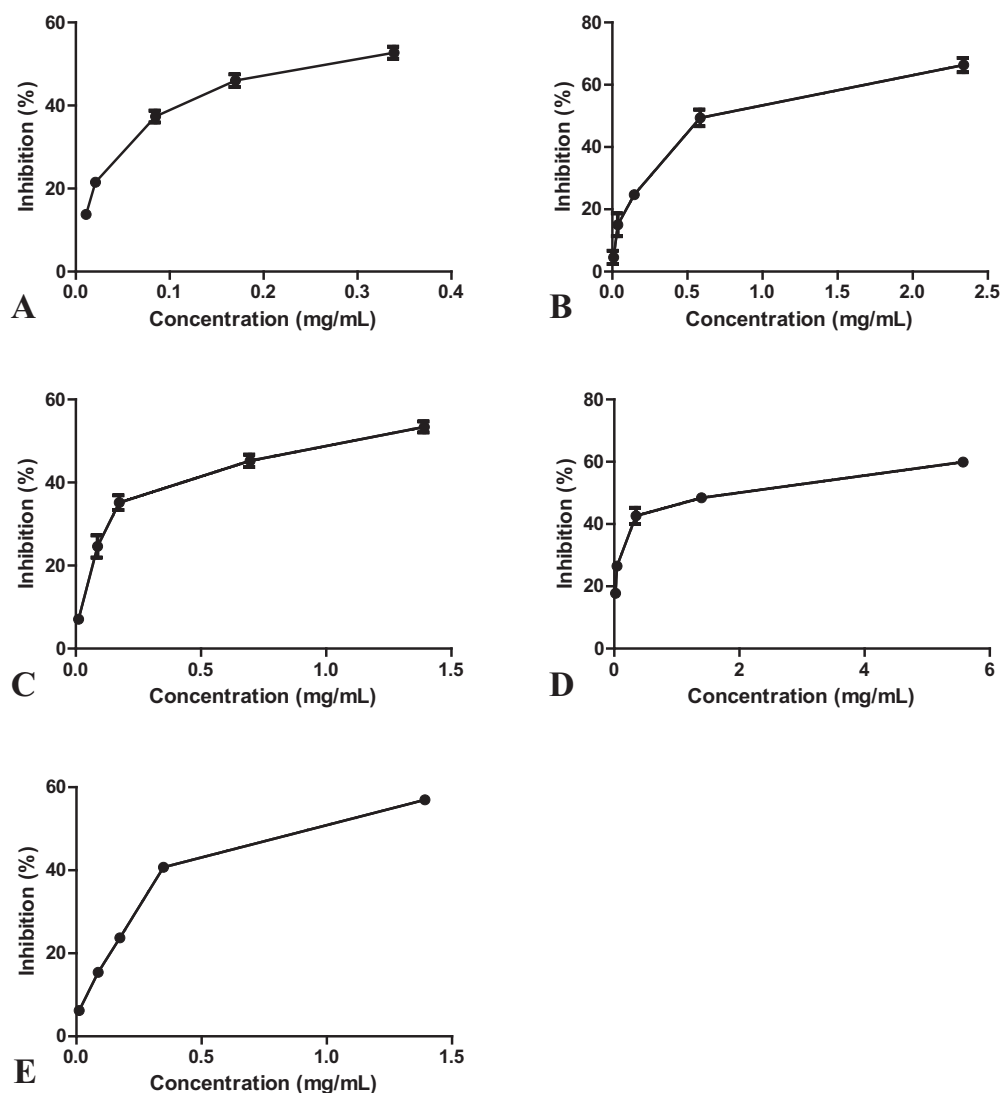 60
40
20
0
Inhibition (%)
0.0 0.1 0.2 0.3 0.4
Concentration (mg/mL)
A
80
60
40
20
0
Inhibition (%)
0.0 0.5 1.0 1.5 2.0 2.5
Concentration (mg/mL)
B
60
40
20
0
Inhibition (%)
0.0 0.5 1.0 1.5
Concentration (mg/mL)
C
80
60
40
20
0
Inhibition (%)
0 2 4 6
Concentration (mg/mL)
D
60
40
20
0
Inhibition (%)
0.0 0.5 1.0 1.5
Concentration (mg/mL)
E